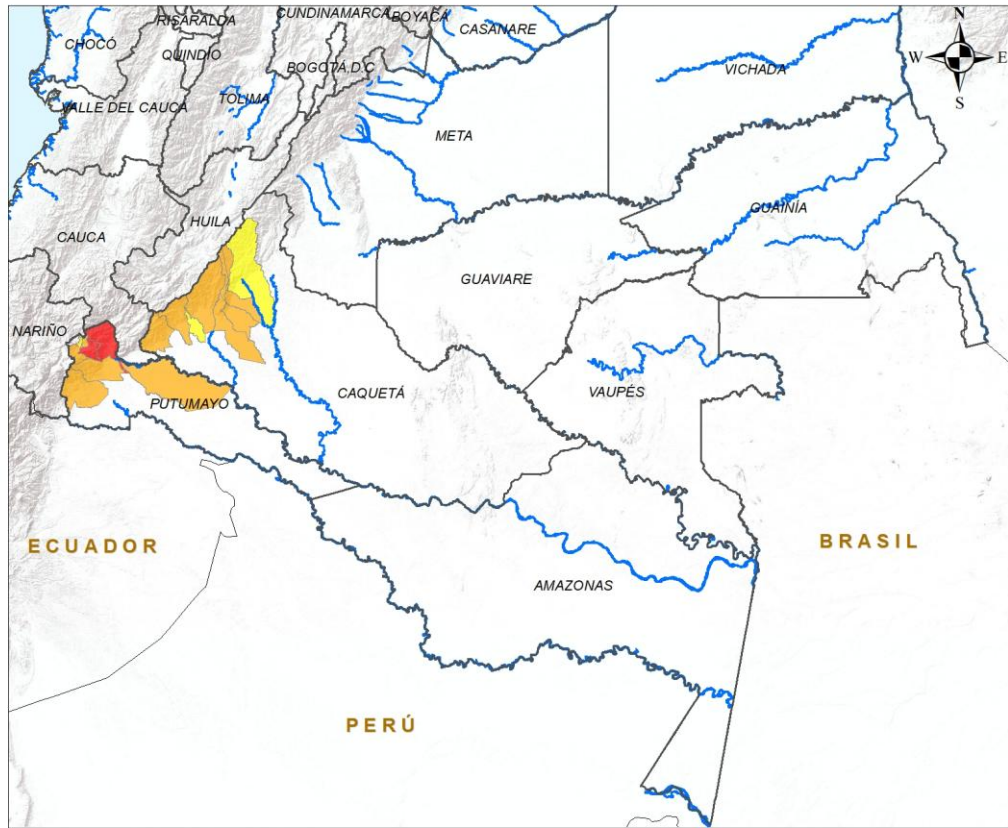 CUNDINAMARCA
BOYACÁ
RISARALDA
CASANARE
N
CHOCÓ
QUINDIO
BOGOTÁ D.C
W
E
VICHADA
TOLIMA
VALLE DEL CAUCA
S
META
GUAINÍA
HUILA
CAUCA
GUAVIARE
NARIÑO
CAQUETÁ
VAUPÉS
PUTUMAYO
ECUADOR
BRASIL
AMAZONAS
PERÚ